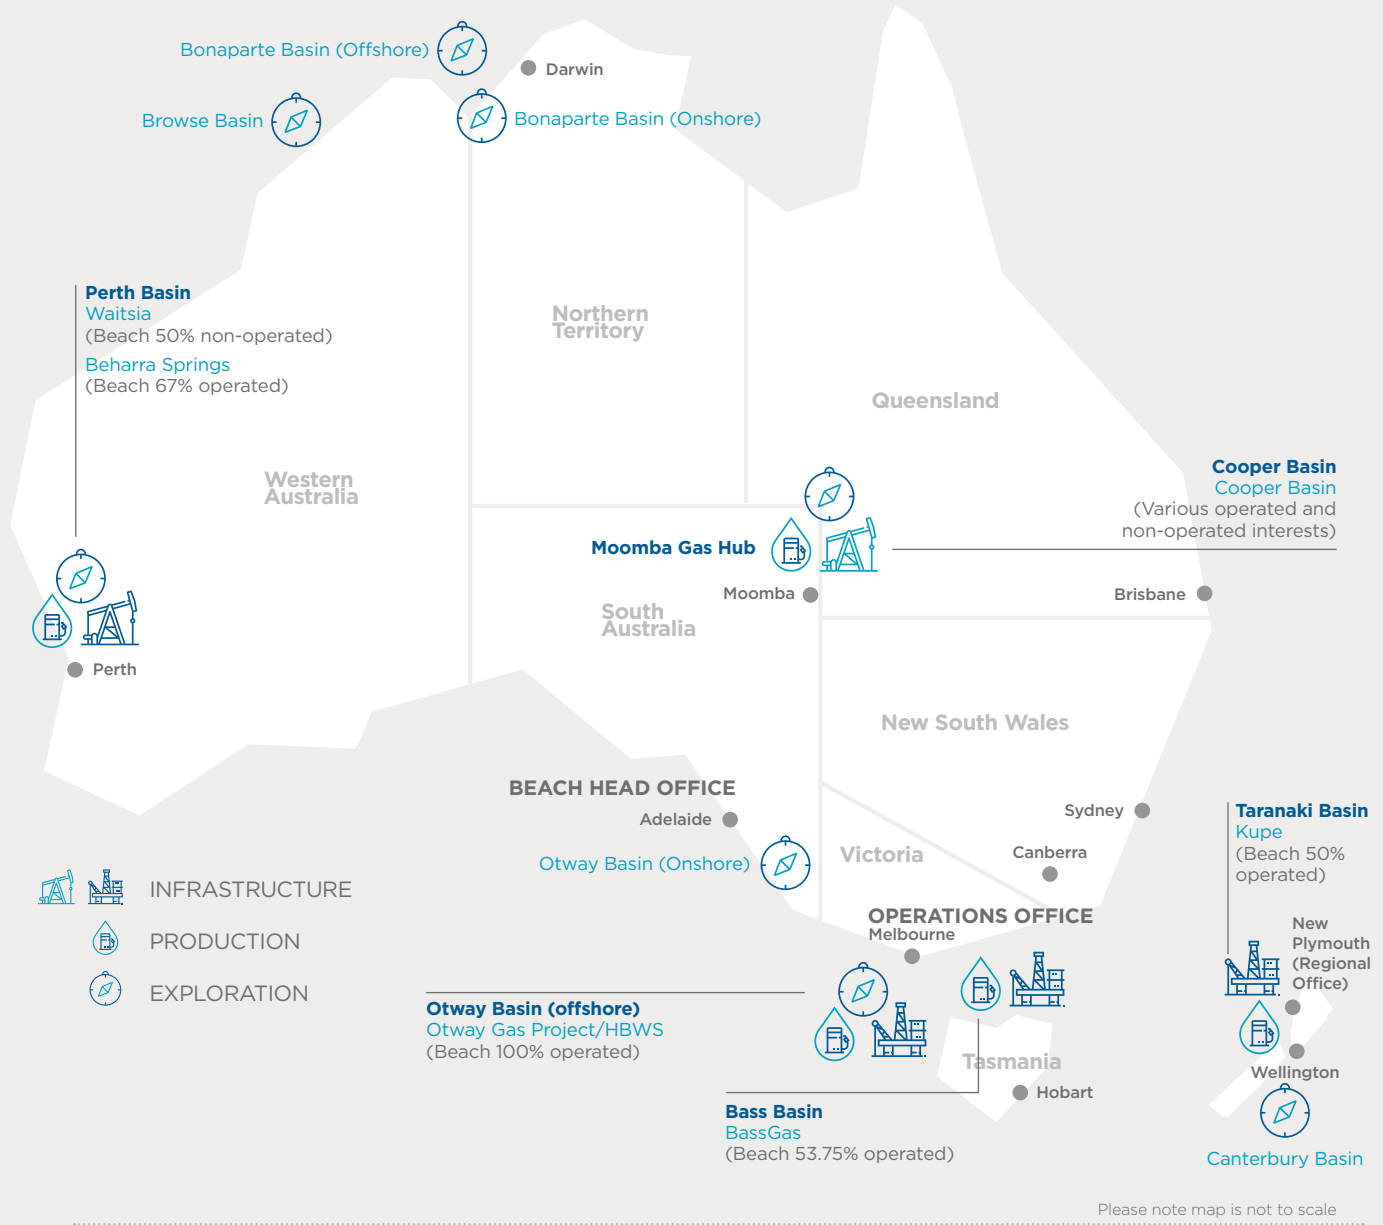 Bonaparte Basin (Offshore)
Darwin
Browse Basin
Bonaparte Basin (Onshore)
Perth Basin
Waitsia
(Beach 50% non-operated)
Beharra Springs
(Beach 67% operated)
Northern
Territory
Queensland
Western
Australia
Cooper Basin
Cooper Basin
(Various operated and
non-operated interests)
Moomba Gas Hub
Moomba
Brisbane
South
Australia
Perth
New South Wales
BEACH HEAD OFFICE
Adelaide
Otway Basin (Onshore)
Victoria
Sydney
Canberra
Taranaki Basin
Kupe
(Beach 50%
operated)
INFRASTRUCTURE
PRODUCTION
EXPLORATION
OPERATIONS OFFICE
Melbourne
New
Plymouth
(Regional
Office)
Otway Basin (offshore)
Otway Gas Project/HBWS
(Beach 100% operated)
Tasmania
Hobart
Wellington
Bass Basin
BassGas
(Beach 53.75% operated)
Canterbury Basin
Please note map is not to scale